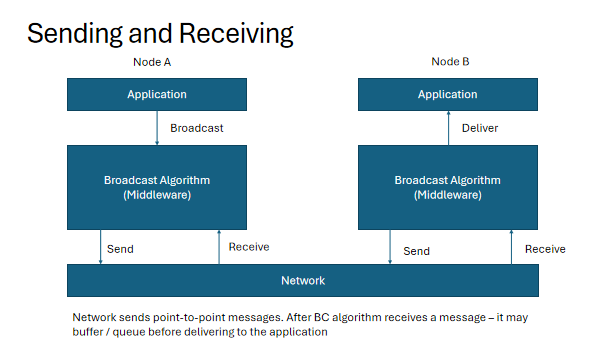 Sending and Receiving
Node A
Node B
Application
Application
Broadcast
Deliver
Broadcast Algorithm
(Middleware)
Broadcast Algorithm
(Middleware)
Send
Receive
Send
Receive
Network
Network sends point-to-point messages. After BC algorithm receives a message – it may
buffer / queue before delivering to the application